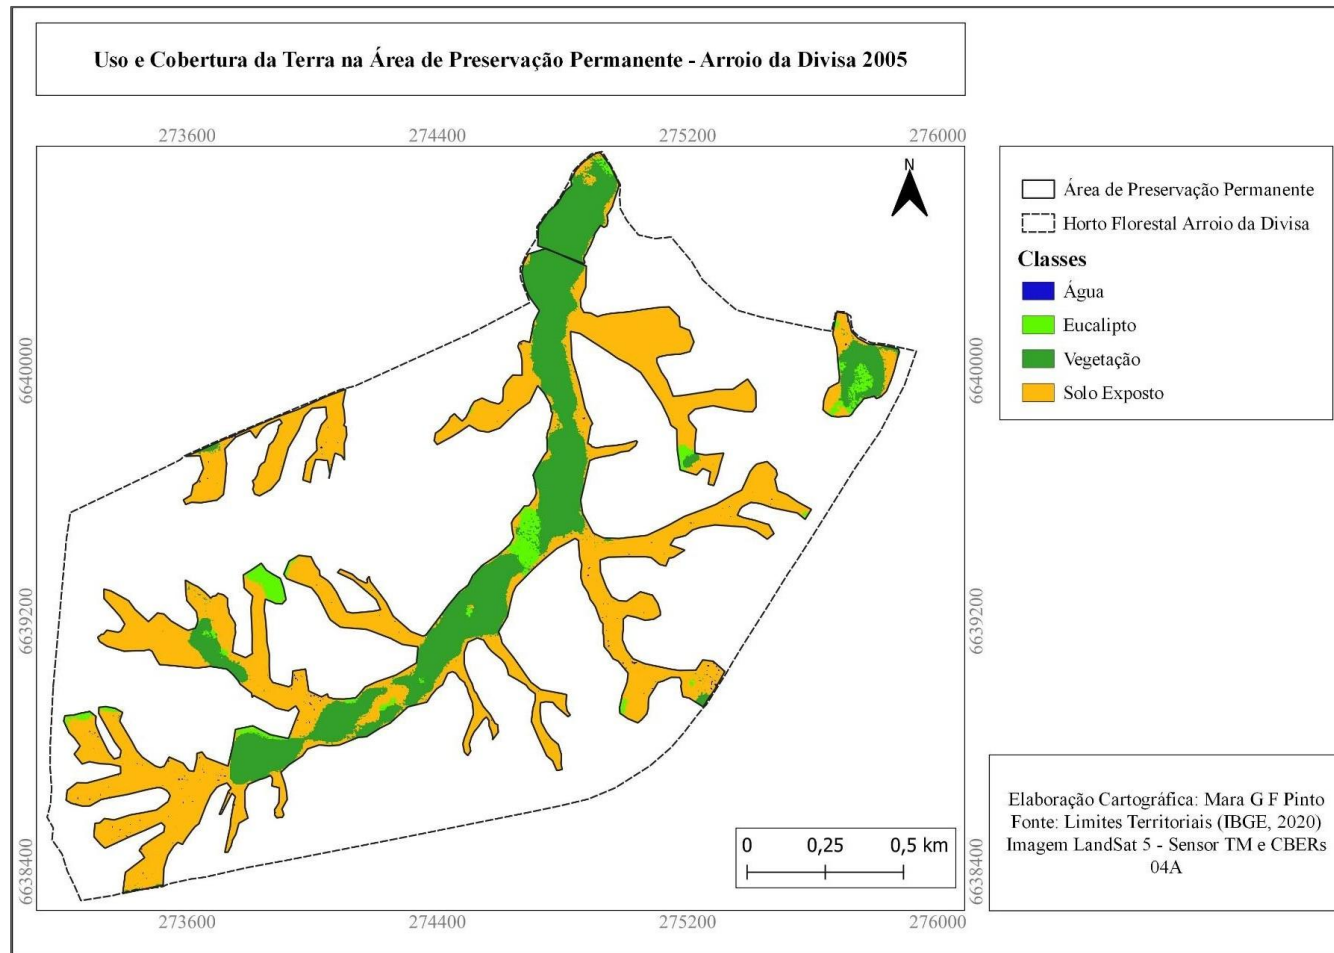 Uso e Cobertura da Terra na Área de Preservação Permanente - Arroio da Divisa 2005
273600 274400 275200 276000
N
6640000
6639200
6638400
6640000
6639200
6638400
0 0,25 0,5 km
273600 274400 275200 276000
Área de Preservação Permanente
Horto Florestal Arroio da Divisa
Classes
Água
Eucalipto
Vegetação
Solo Exposto
Elaboração Cartográfica: Mara G F Pinto
Fonte: Limites Territoriais (IBGE, 2020)
Imagem LandSat 5 - Sensor TM e CBERs
04A